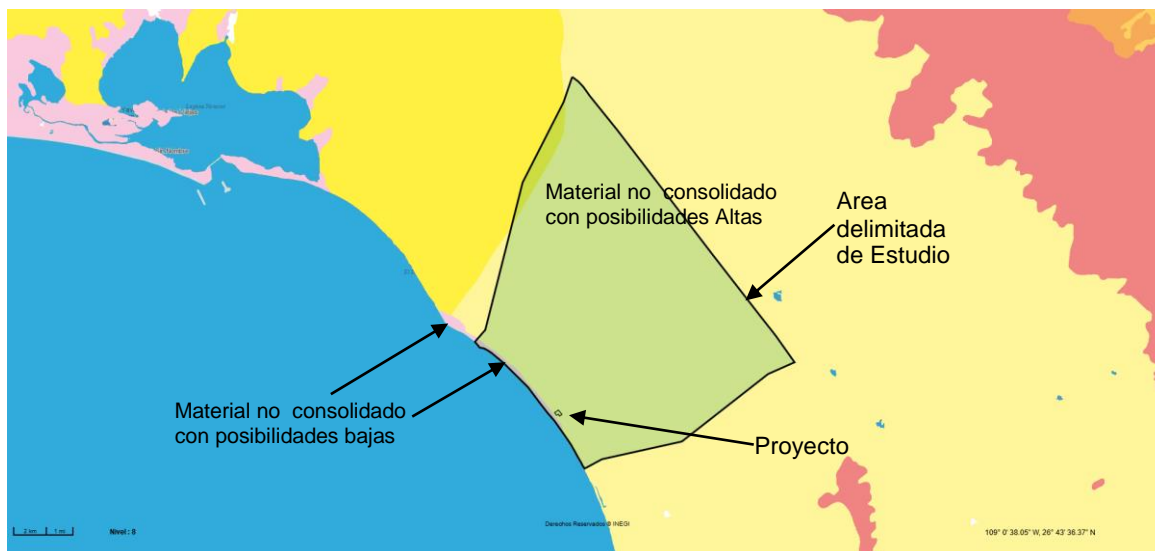 Material no consolidado
con posibilidades Altas
Area
delimitada
de Estudio
Material no consolidado
con posibilidades bajas
Proyecto
2 km 1 mi
Nivel : 8
Derechos Reservados © INEGI
109° 0' 38.05" W, 26° 43' 36.37" N